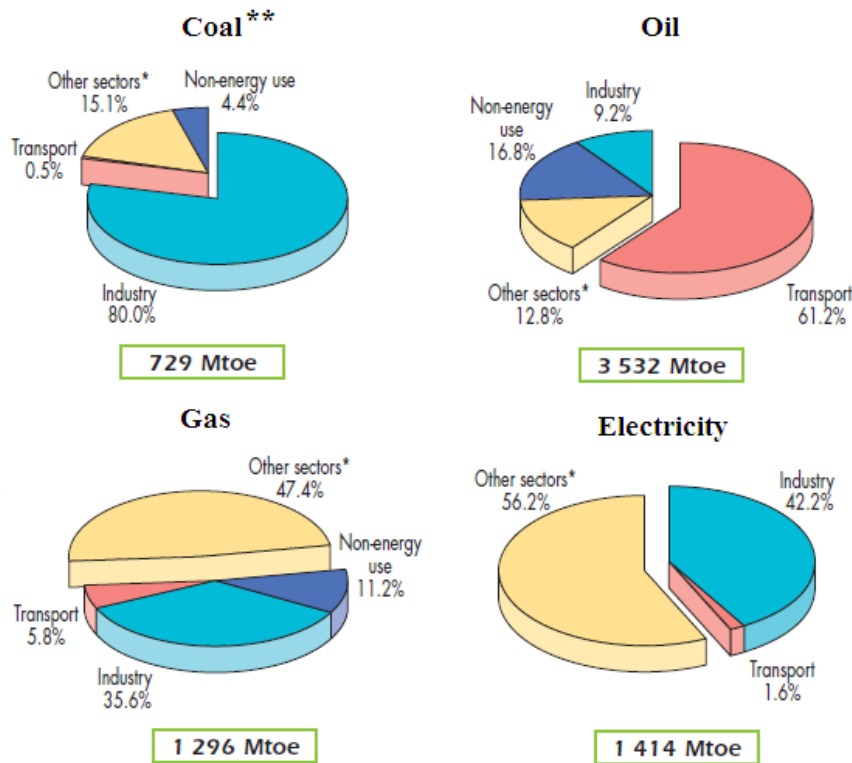 Coal**
Other sectors*
15.1%
Non-energy use
4.4%
Transport
0.5%
Industry
80.0%
729 Mtoe
Oil
Industry
9.2%
Non-energy
use
16.8%
Other sectors*
12.8%
Transport
61.2%
3 532 Mtoe
Gas
Other sectors*
47.4%
Non-energy
use
11.2%
Transport
5.8%
Industry
35.6%
1 296 Mtoe
Electricity
Other sectors*
56.2%
Industry
42.2%
Transport
1.6%
1 414 Mtoe